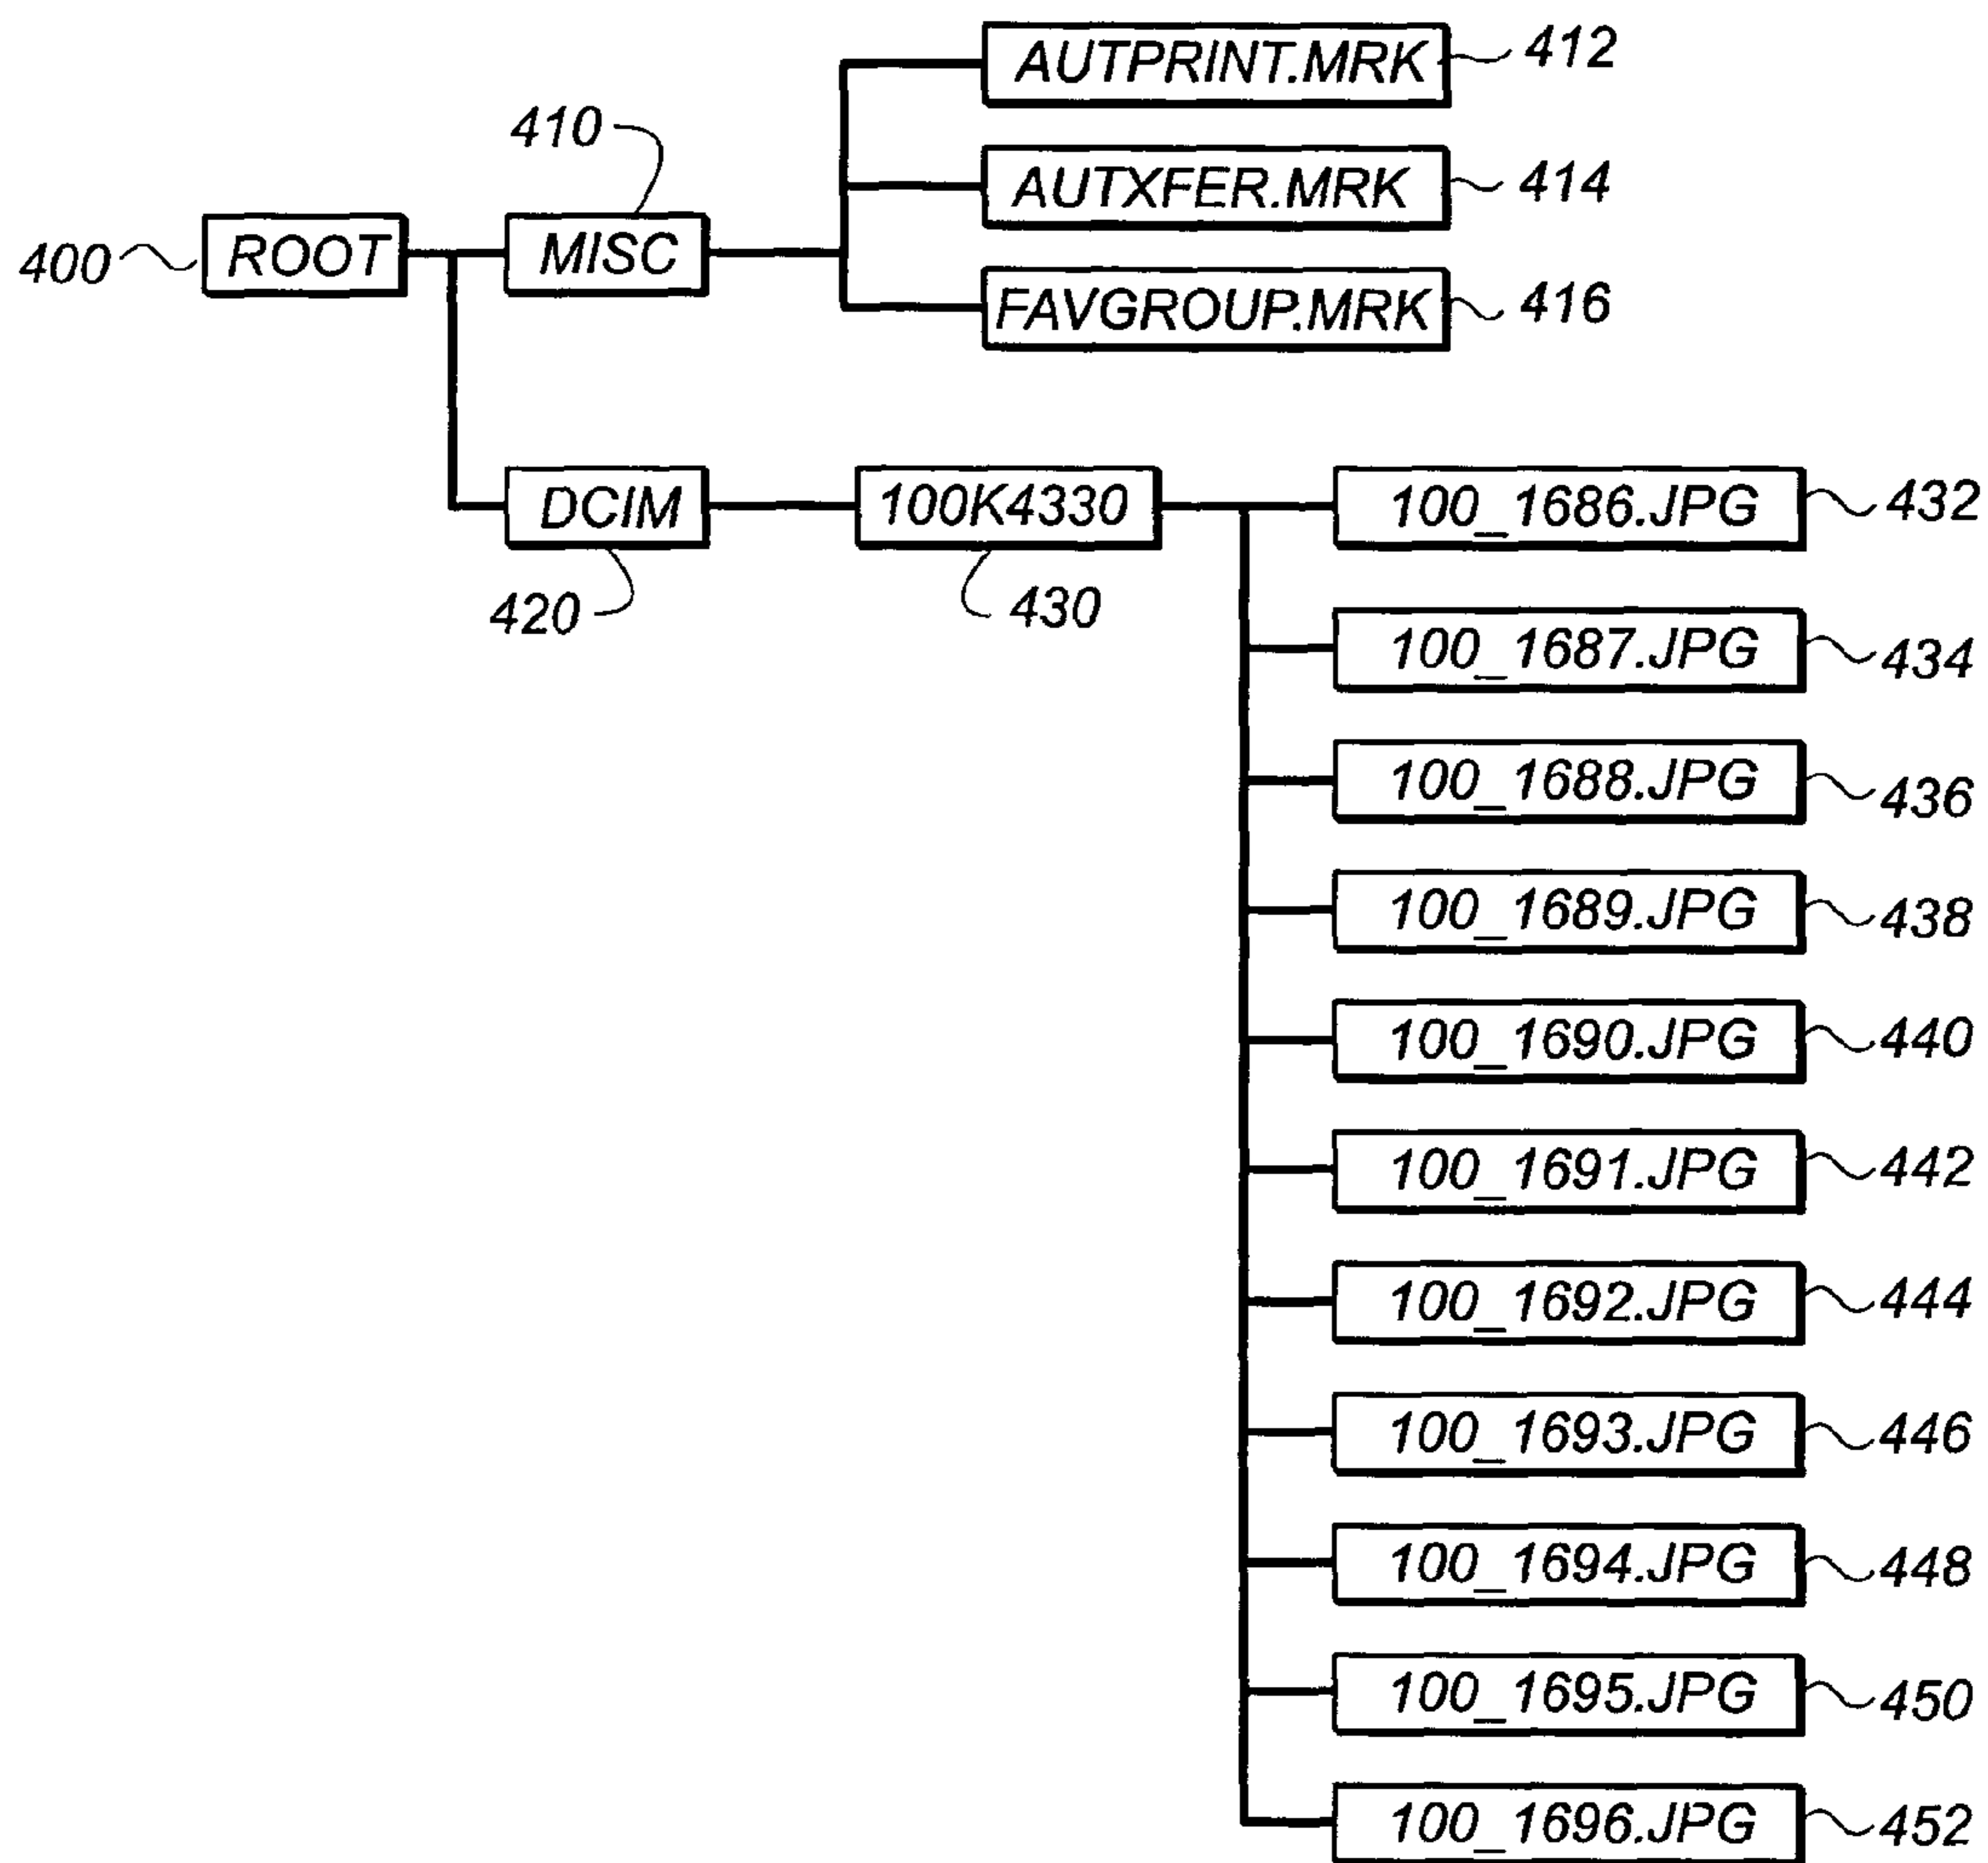 AUTPRINT.MRK 412
410
AUTXFER.MRK 414
400 ROOT MISC
FAVGROUP.MRK 416
DCIM 100K4330 100_1686.JPG 432
420 430
100_1687.JPG 434
100_1688.JPG 436
100_1689.JPG 438
100_1690.JPG 440
100_1691.JPG 442
100_1692.JPG 444
100_1693.JPG 446
100_1694.JPG 448
100_1695.JPG 450
100_1696.JPG 452